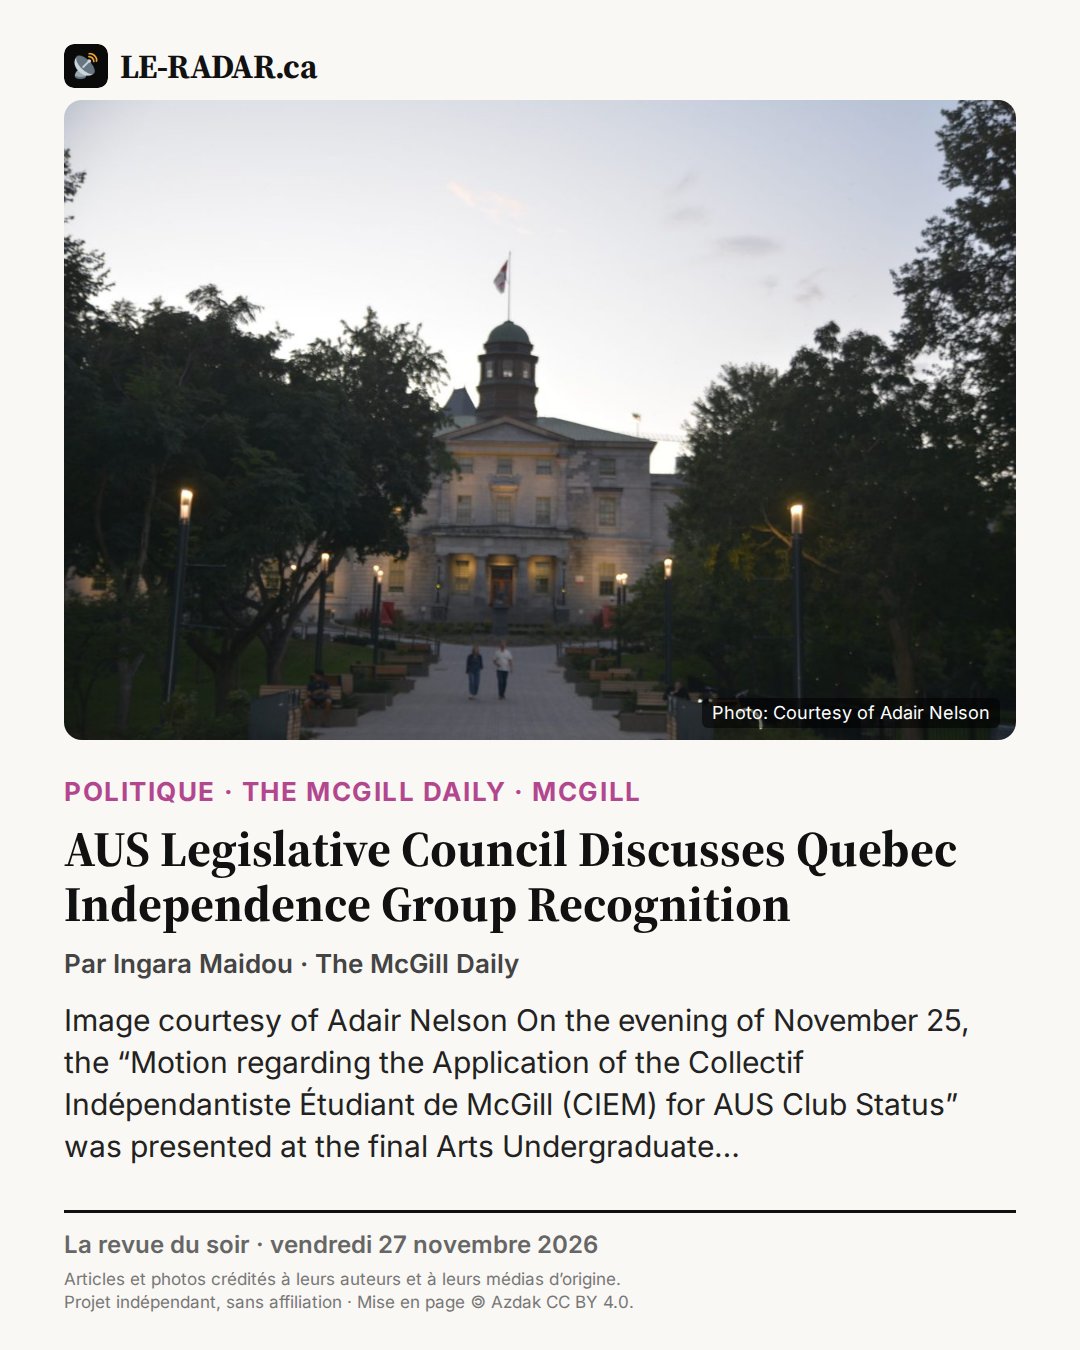 LE-RADAR.ca
Photo: Courtesy of Adair Nelson
POLITIQUE · THE MCGILL DAILY · MCGILL
AUS Legislative Council Discusses Quebec
Independence Group Recognition
Par Ingara Maidou · The McGill Daily
Image courtesy of Adair Nelson On the evening of November 25,
the “Motion regarding the Application of the Collectif
Indépendantiste Étudiant de McGill (CIEM) for AUS Club Status”
was presented at the final Arts Undergraduate…
La revue du soir · vendredi 27 novembre 2026
Articles et photos crédités à leurs auteurs et à leurs médias d’origine.
Projet indépendant, sans affiliation · Mise en page 🄯 Azdak CC BY 4.0.